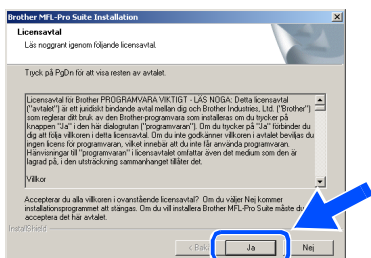 Brother MFL-Pro Suite Installation
Licensavtal
Läs noggrant igenom följande licensavtal.
Tryck på PgDn för att visa resten av avtalet.
Licensavtal för Brother PROGRAMVARA VIKTIGT - LÄS NOGA: Detta licensavtal
("avtalet") är ett juridiskt bindande avtal mellan dig och Brother Industries, Ltd. ("Brother")
som reglerar ditt bruk av den Brother-programvara som installeras om du trycker på
knappen "Ja" i den här dialogrutan ("programvaran"). Om du trycker på "Ja" förbinder du
dig att följa villkoren i detta licensavtal. Om du inte godkänner villkoren i avtalet beviljas du
ingen licens för programvaran, vilket innebär att du inte får använda programvaran.
Hänvisningar till "programvaran" i licensavtalet omfattar även det medium som den är
lagrad på, i den utsträckning sammanhanget tillåter det.
Villkor
Accepterar du alla villkoren i ovanstående licensavtal? Om du väljer Nej kommer
installationsprogrammet att stängas. Om du vill installera Brother MFL-Pro Suite måste du
acceptera det här avtalet.
InstallShield
Ja
Nej